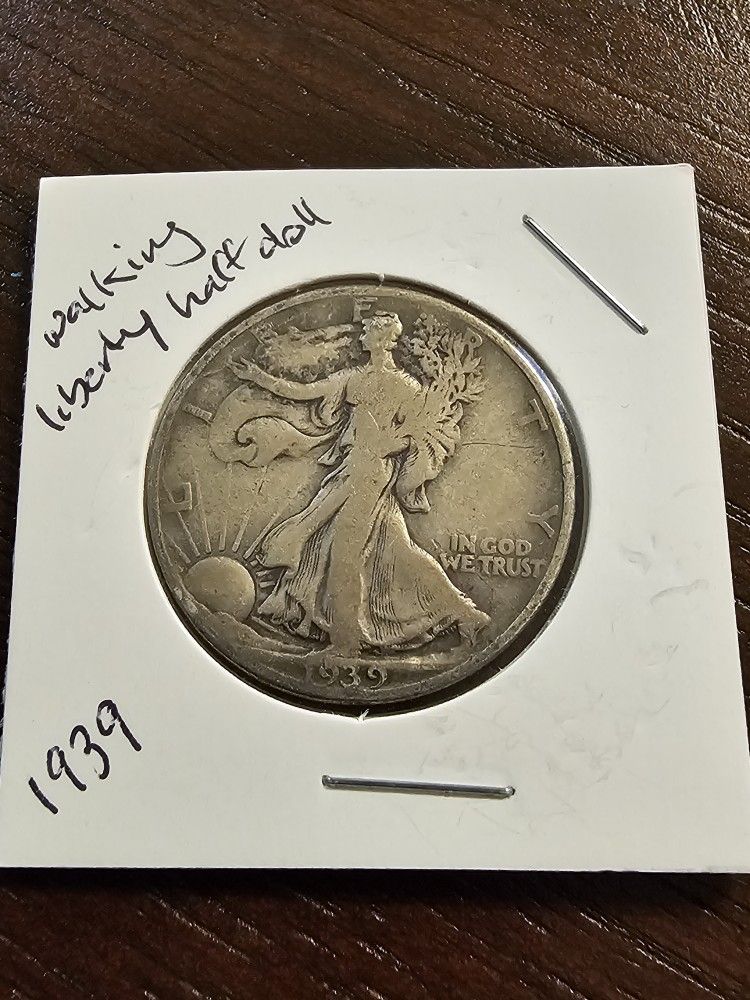 walking
liberty half doll
LIBERTY
IN GOD
WE TRUST
1939
1939